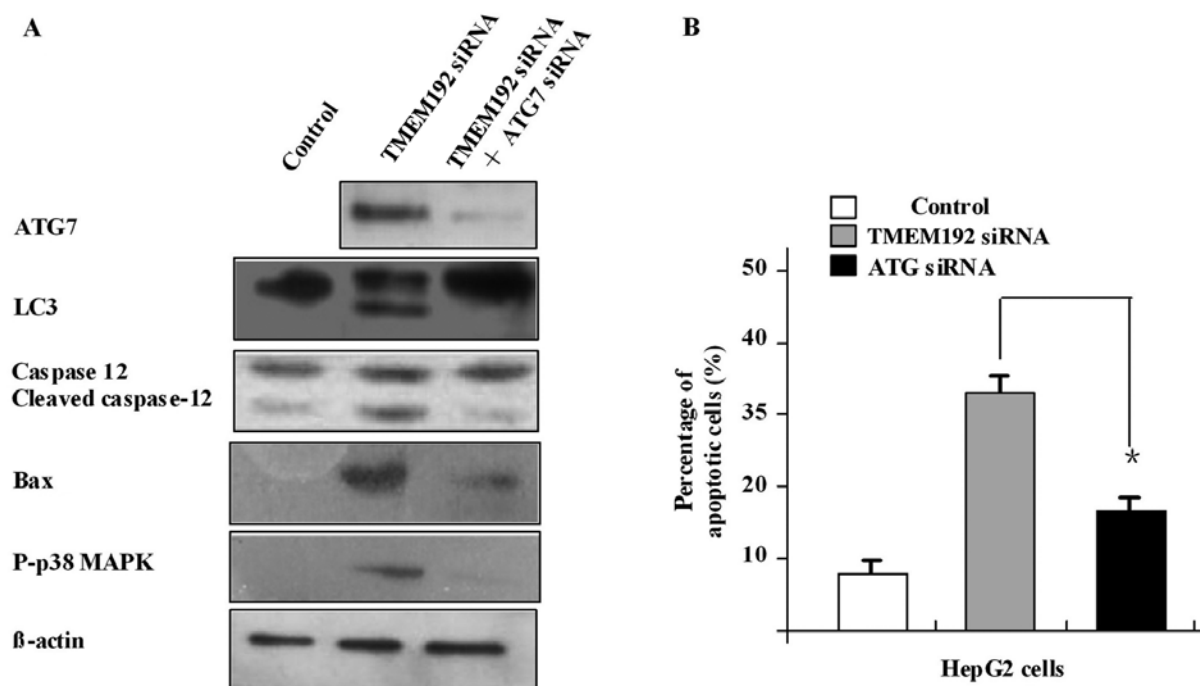 A
Control
TMEM192 siRNA
TMEM192 siRNA
+ ATG7 siRNA
ATG7
LC3
Caspase 12
Cleaved caspase-12
Bax
P-p38 MAPK
ß-actin
B
Control
TMEM192 siRNA
ATG siRNA
Percentage of
apoptotic cells (%)
50
40
35
20
10
*
HepG2 cells